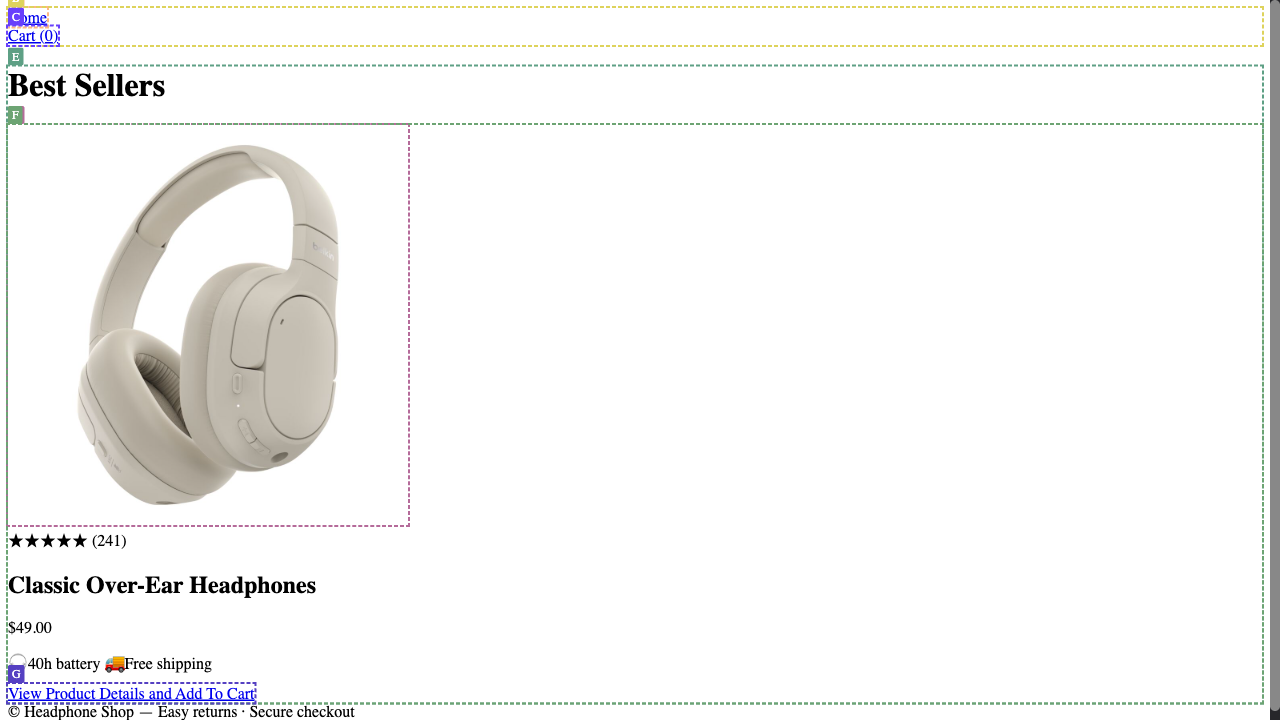 C ome
Cart (0)
E
Best Sellers
F
★★★★★ (241)
Classic Over-Ear Headphones
$49.00
40h battery 🚚Free shipping
G
View Product Details and Add To Cart
© Headphone Shop — Easy returns · Secure checkout